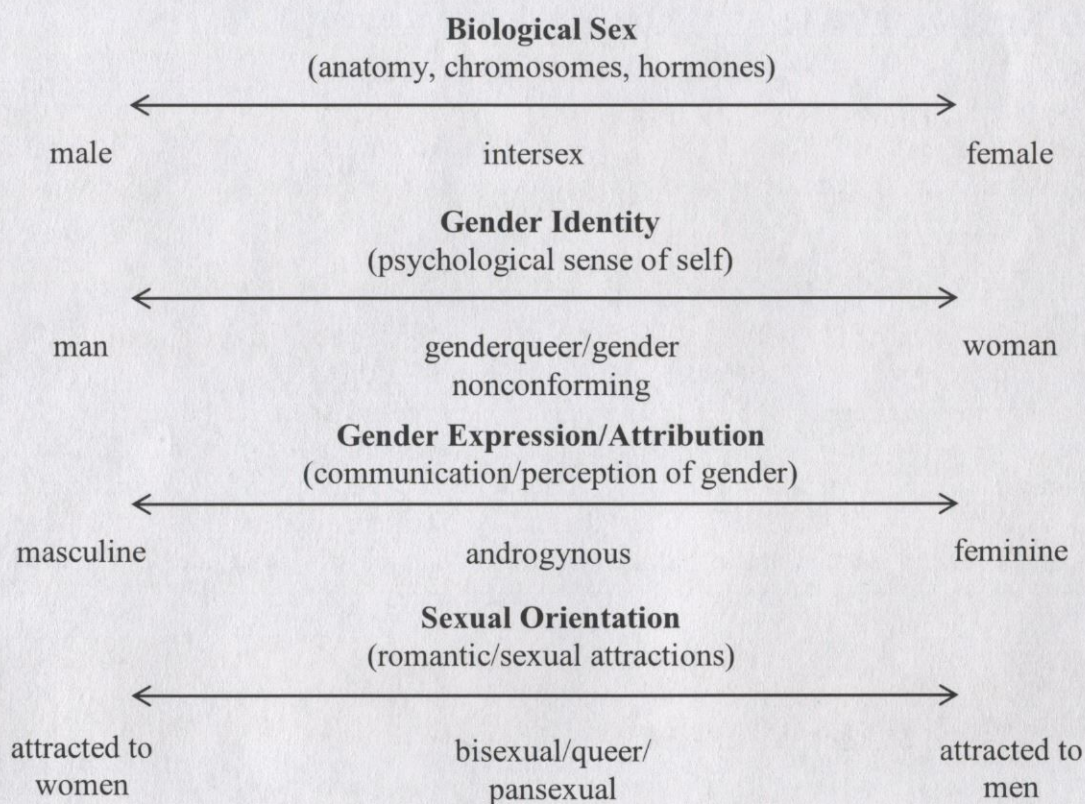 Biological Sex
(anatomy, chromosomes, hormones)
male intersex female
Gender Identity
(psychological sense of self)
man genderqueer/gender woman
nonconforming
Gender Expression/Attribution
(communication/perception of gender)
masculine androgynous feminine
Sexual Orientation
(romantic/sexual attractions)
attracted to bisexual/queer/ attracted to
women pansexual men